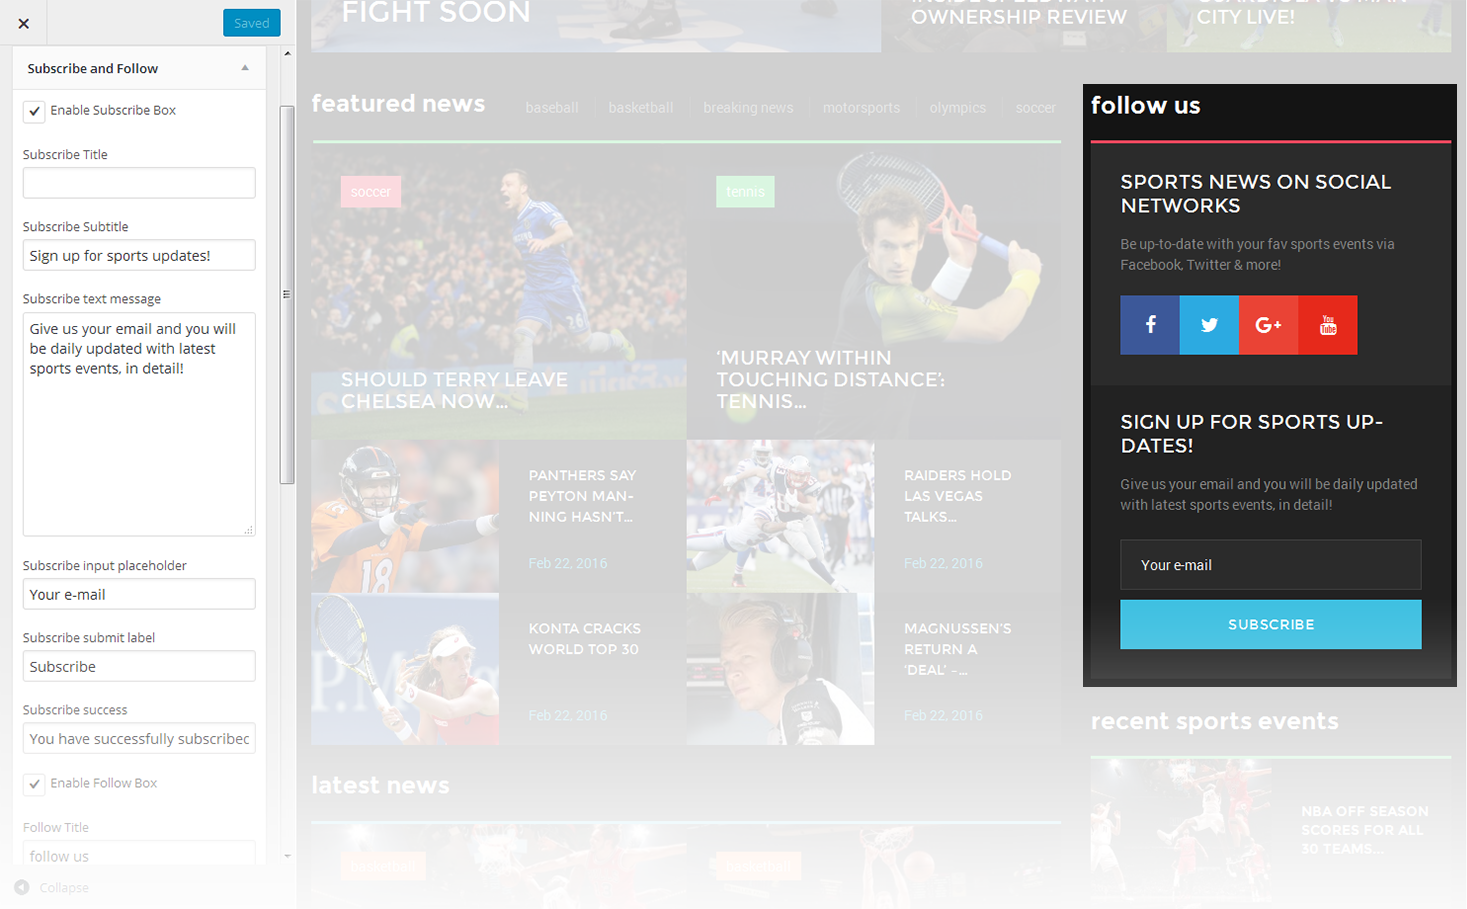 Saved
Subscribe and Follow
Enable Subscribe Box
Subscribe Title
Subscribe Subtitle
Sign up for sports updates!
Subscribe text message
Give us your email and you will
be daily updated with latest
sports events, in detail!
Subscribe input placeholder
Your e-mail
Subscribe submit label
Subscribe
Subscribe success
You have successfully subscribed
Enable Follow Box
Follow Title
follow us
Collapse
FIGHT SOON
OWNERSHIP REVIEW
CITY LIVE!
featured news
baseball
basketball
breaking news
motorsports
olympics
soccer
soccer
SHOULD TERRY LEAVE
CHELSEA NOW...
tennis
‘MURRAY WITHIN
TOUCHING DISTANCE’:
TENNIS...
PANTHERS SAY
PEYTON MAN-
NING HASN’T...
Feb 22, 2016
RAIDERS HOLD
LAS VEGAS
TALKS...
Feb 22, 2016
KONTA CRACKS
WORLD TOP 30
Feb 22, 2016
MAGNUSSEN’S
RETURN A
‘DEAL’ –...
Feb 22, 2016
latest news
basketball
follow us
SPORTS NEWS ON SOCIAL
NETWORKS
Be up-to-date with your fav sports events via
Facebook, Twitter & more!
f
G+
You
Tube
SIGN UP FOR SPORTS UP-
DATES!
Give us your email and you will be daily updated
with latest sports events, in detail!
Your e-mail
SUBSCRIBE
recent sports events
NBA OFF SEASON
SCORES FOR ALL
30 TEAMS...